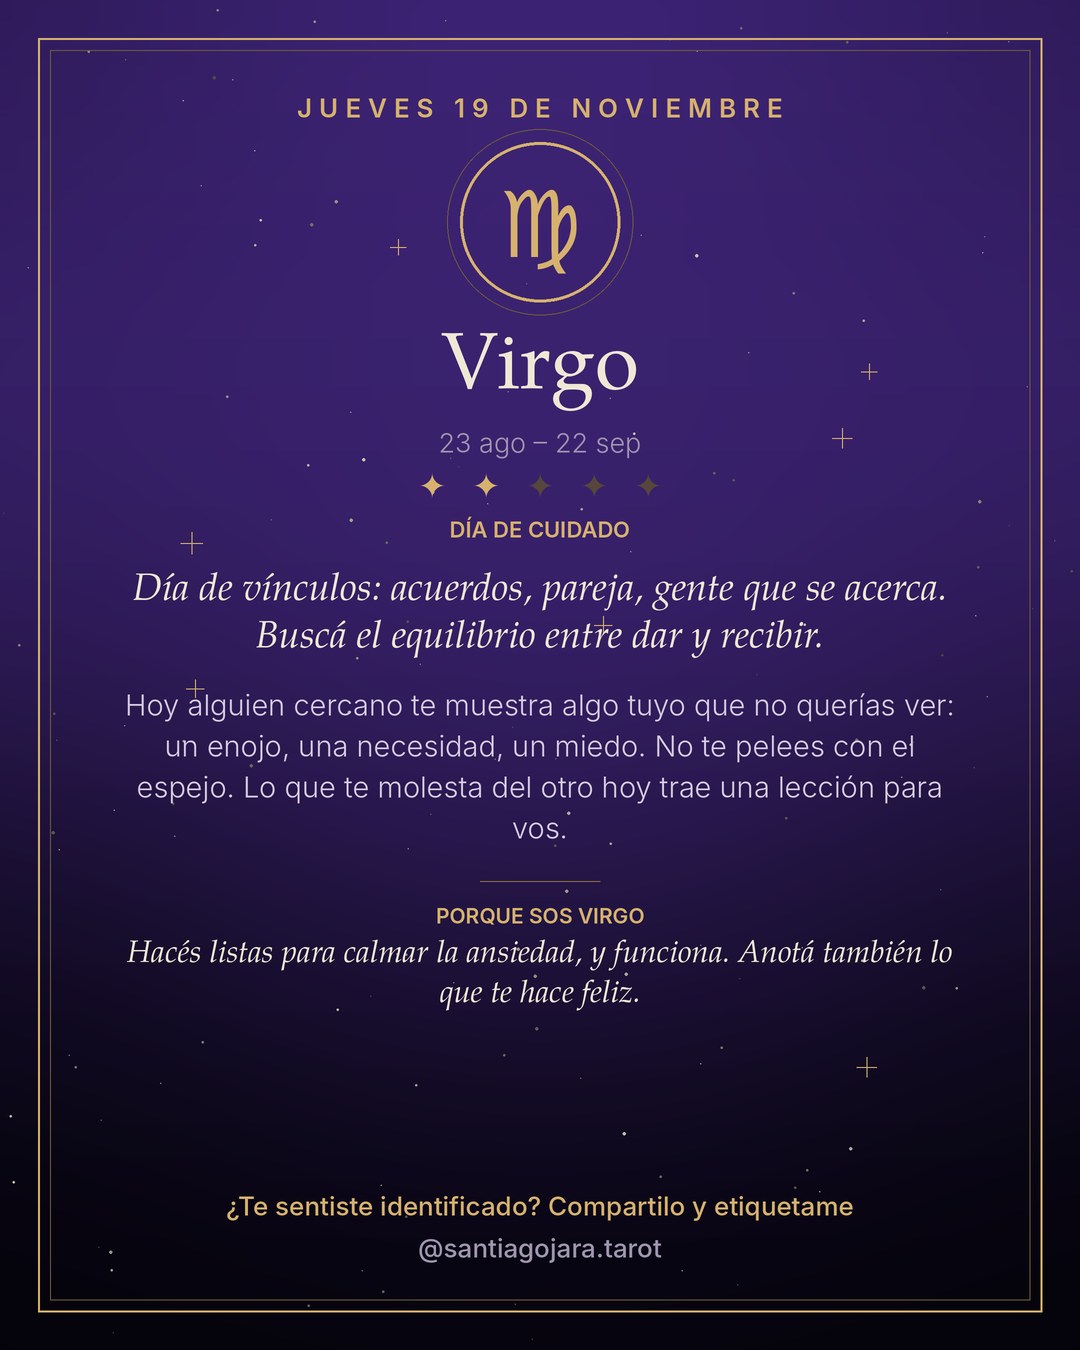 JUEVES 19 DE NOVIEMBRE
♍
Virgo
23 ago – 22 sep
DÍA DE CUIDADO
Día de vínculos: acuerdos, pareja, gente que se acerca.
Buscá el equilibrio entre dar y recibir.
Hoy alguien cercano te muestra algo tuyo que no querías ver:
un enojo, una necesidad, un miedo. No te pelees con el
espejo. Lo que te molesta del otro hoy trae una lección para
vos.
PORQUE SOS VIRGO
Hacés listas para calmar la ansiedad, y funciona. Anotá también lo
que te hace feliz.
¿Te sentiste identificado? Compartilo y etiquetame
@santiagojara.tarot